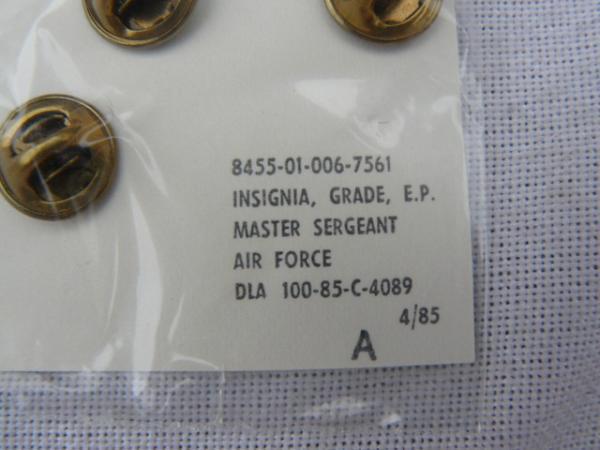 8455-01-006-7561
INSIGNIA, GRADE, E.P.
MASTER SERGEANT
AIR FORCE
DLA 100-85-C-4089
4/85
A